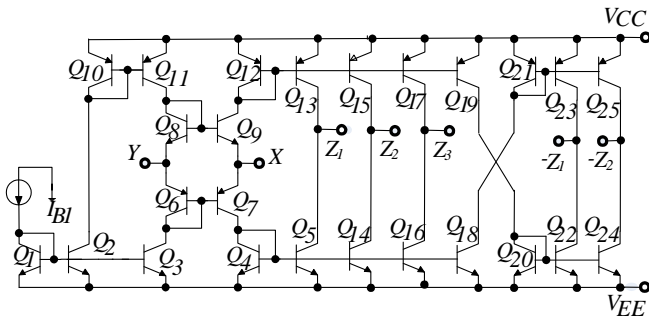 VCC
Q10 Q11 Q12 Q13 Q15 Q17 Q19 Q21 Q23 Q25
Q8 Q9
Y X Z1 Z2 Z3 -Z1 -Z2
Q6 Q7
IB1
Q1 Q2 Q3 Q4 Q5 Q14 Q16 Q18 Q20 Q22 Q24
VEE